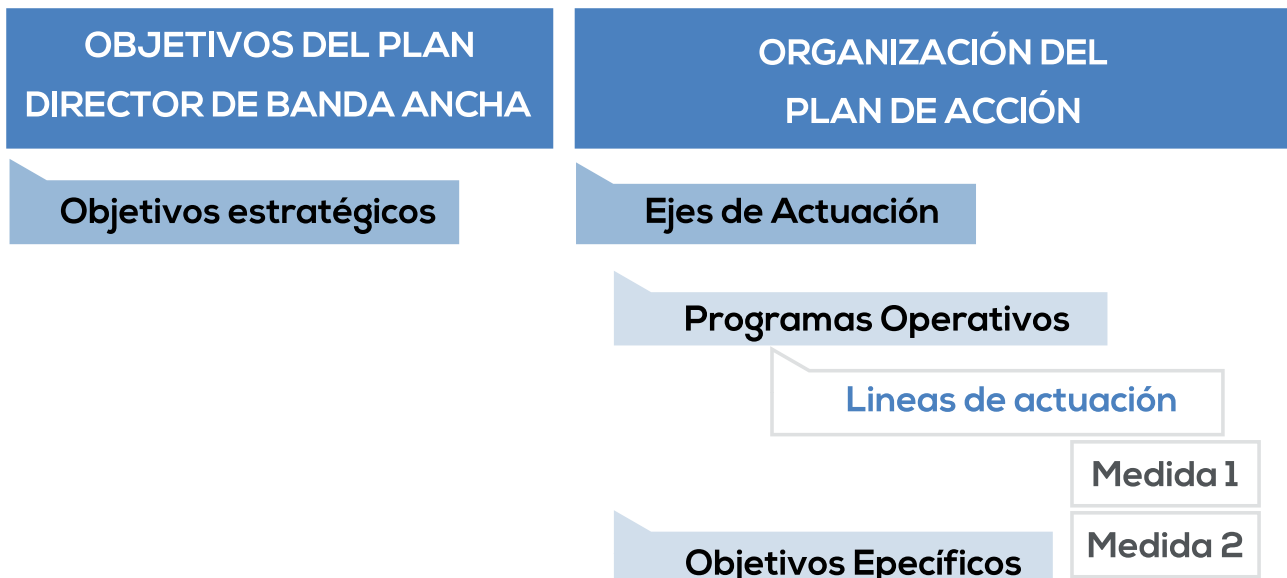 OBJETIVOS DEL PLAN
DIRECTOR DE BANDA ANCHA
ORGANIZACIÓN DEL
PLAN DE ACCIÓN
Objetivos estratégicos
Ejes de Actuación
Programas Operativos
Lineas de actuación
Medida 1
Medida 2
Objetivos Epecíficos